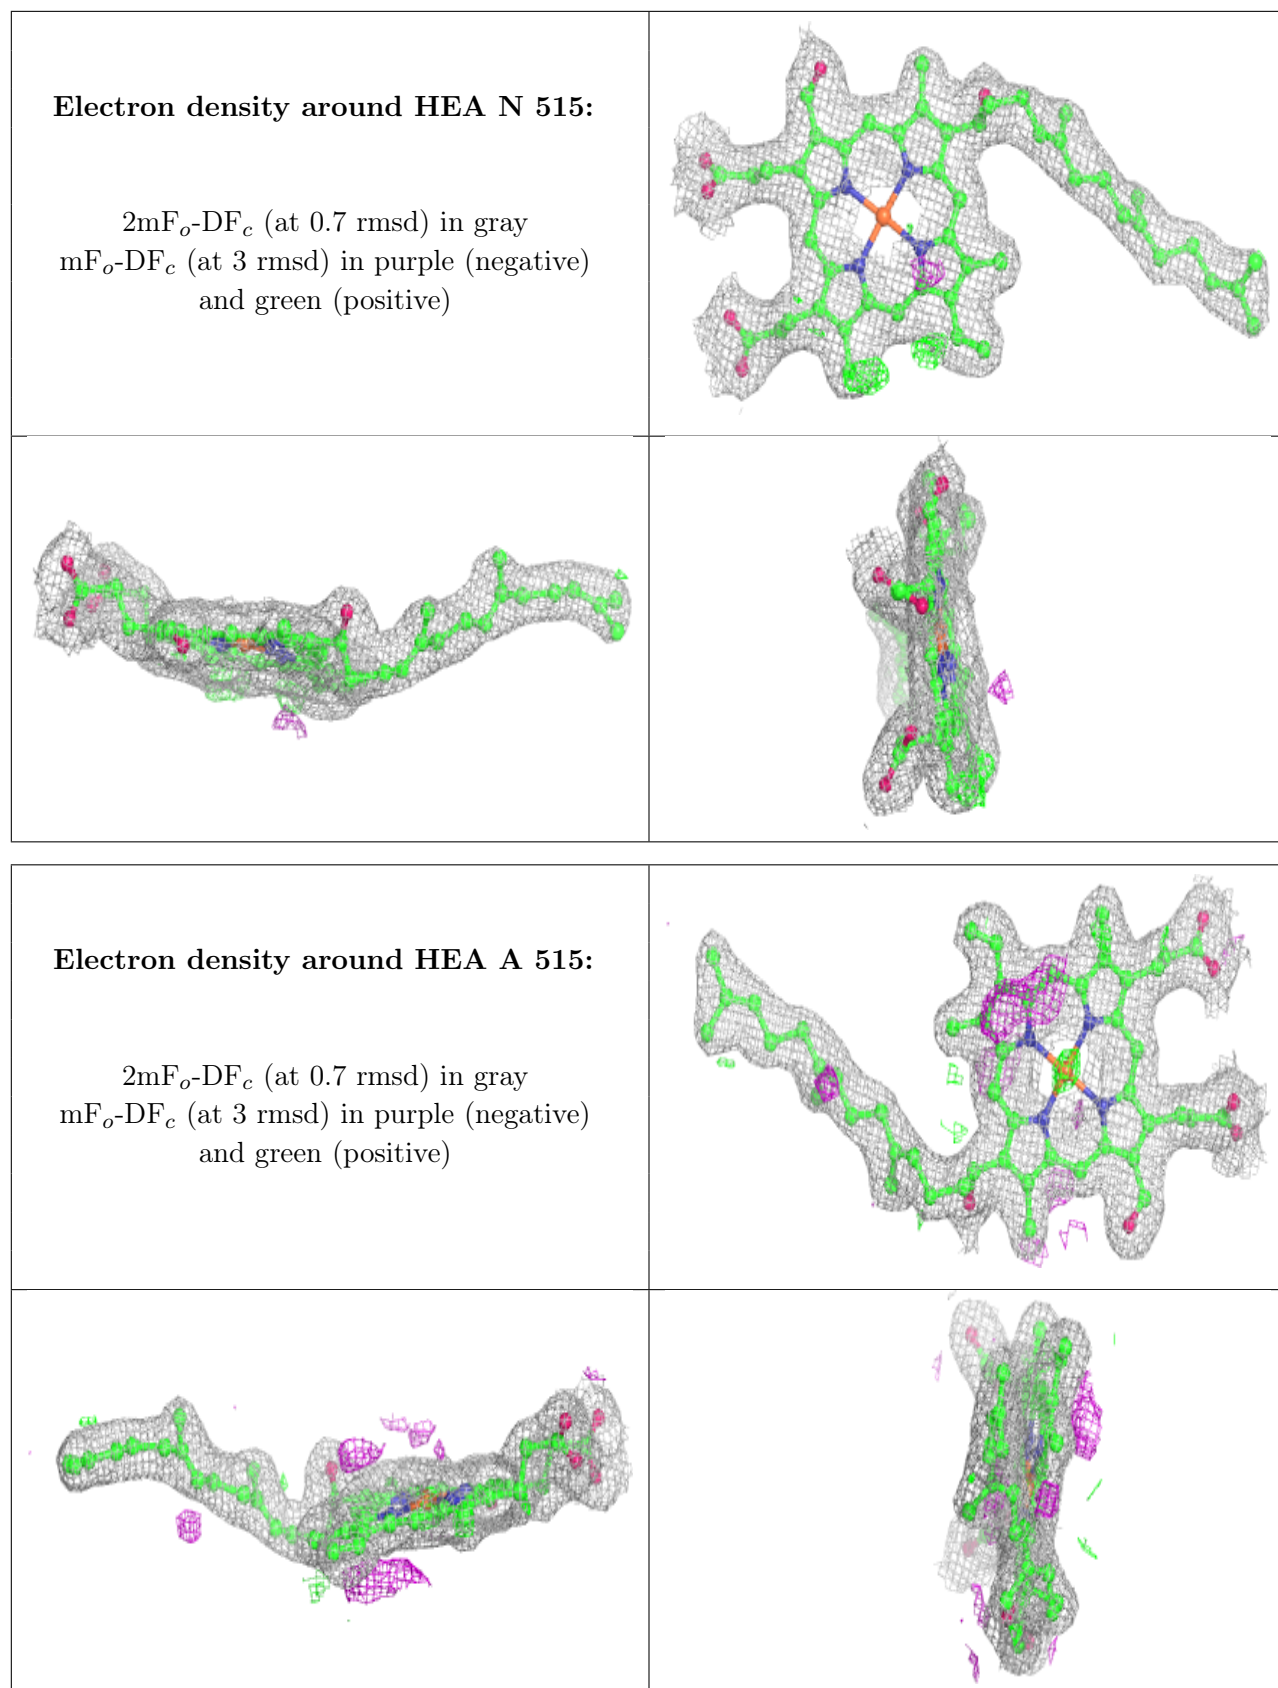 Electron density around HEA N 515:
2mFₒ-DF𝒸 (at 0.7 rmsd) in gray
mFₒ-DF𝒸 (at 3 rmsd) in purple (negative)
and green (positive)
Electron density around HEA A 515:
2mFₒ-DF𝒸 (at 0.7 rmsd) in gray
mFₒ-DF𝒸 (at 3 rmsd) in purple (negative)
and green (positive)